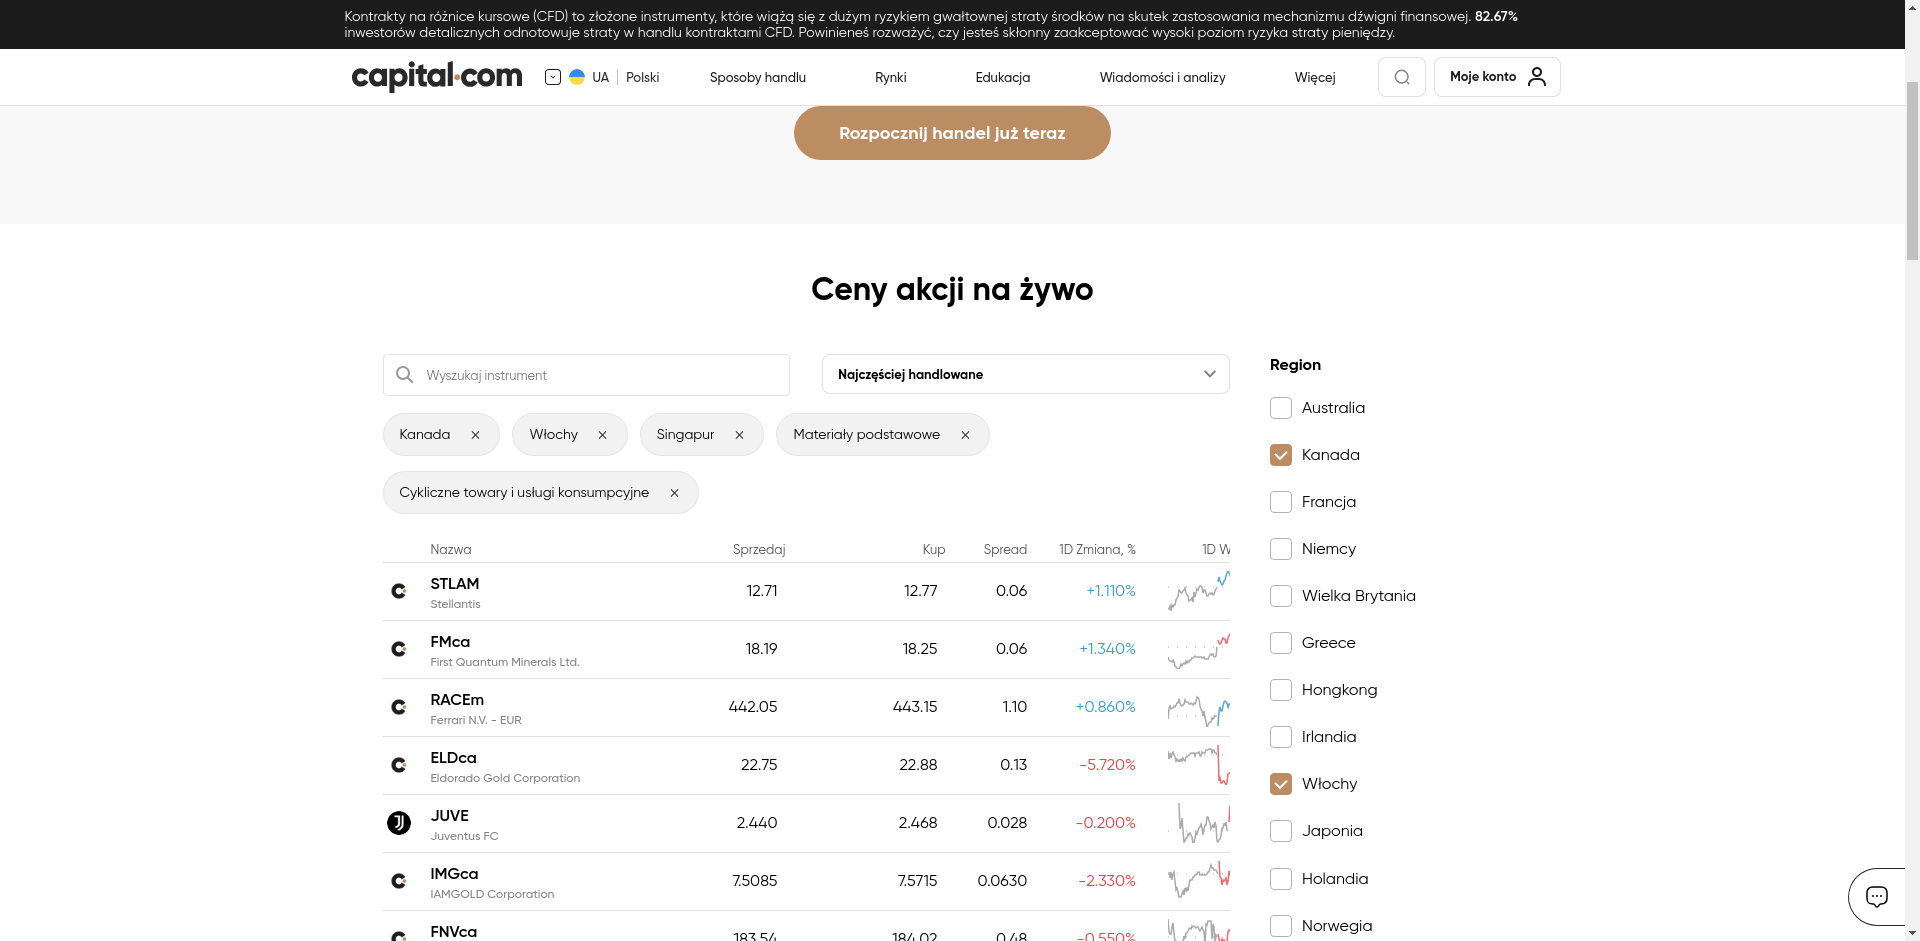 Kontrakty na różnice kursowe (CFD) to złożone instrumenty, które wiążą się z dużym ryzykiem gwałtownej straty środków na skutek zastosowania mechanizmu dźwigni finansowej. 82.67%
inwestorów detalicznych odnotowuje straty w handlu kontraktami CFD. Powinieneś rozważyć, czy jesteś skłonny zaakceptować wysoki poziom ryzyka straty pieniędzy.
capital.com UA Polski Sposoby handlu Rynki Edukacja Wiadomości i analizy Więcej Moje konto
Rozpocznij handel już teraz
Ceny akcji na żywo
Wyszukaj instrument
Najczęściej handlowane
Kanada Włochy Singapur Materiały podstawowe
Cykliczne towary i usługi konsumpcyjne
Nazwa Sprzedaj Kup Spread 1D Zmiana, % 1D W
STLAM 12.71 12.77 0.06 +1.110%
Stellantis
FMca 18.19 18.25 0.06 +1.340%
First Quantum Minerals Ltd.
RACEm 442.05 443.15 1.10 +0.860%
Ferrari N.V. - EUR
ELDca 22.75 22.88 0.13 -5.720%
Eldorado Gold Corporation
JUVE 2.440 2.468 0.028 -0.200%
Juventus FC
IMGca 7.5085 7.5715 0.0630 -2.330%
IAMGOLD Corporation
FNVca 183.54 184.02 0.48 -0.550%
Region
Australia
Kanada
Francja
Niemcy
Wielka Brytania
Greece
Hongkong
Irlandia
Włochy
Japonia
Holandia
Norwegia